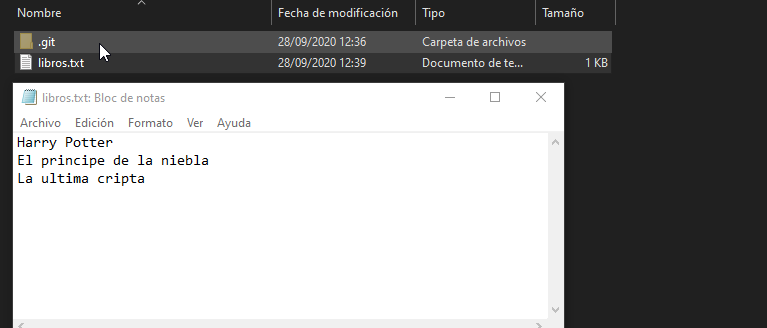 Nombre Fecha de modificación Tipo Tamaño
.git 28/09/2020 12:36 Carpeta de archivos
libros.txt 28/09/2020 12:39 Documento de te... 1 KB
libros.txt: Bloc de notas
Archivo Edición Formato Ver Ayuda
Harry Potter
El principe de la niebla
La ultima cripta